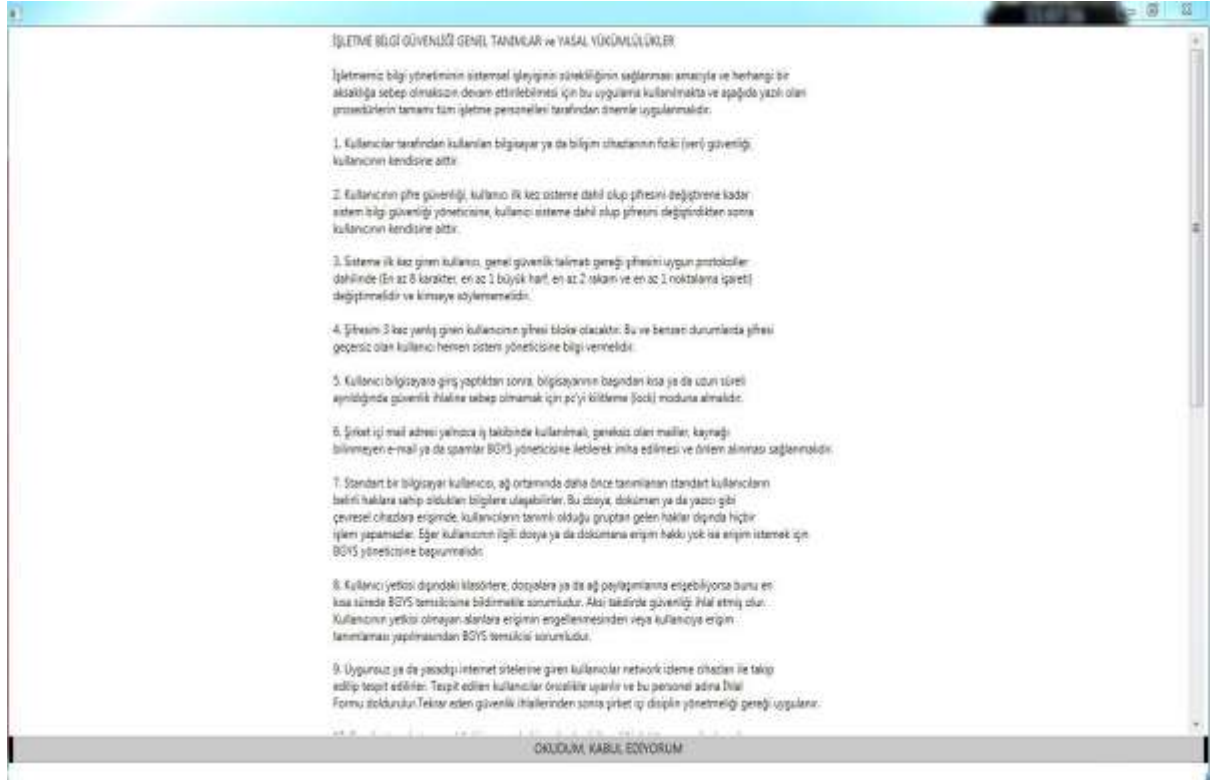 İŞLETME BİLGİ GÜVENLİĞİ GENEL TANIMLAR ve YASAL YÜKÜMLÜLÜKLER
İşletmemiz bilgi yönetiminin sistemsel işleyişinin sürekliliğinin sağlanması amacıyla ve herhangi bir
aksaklığa sebep olmaksızın devam ettirilebilmesi için bu uygulama kullanılmakta ve aşağıda yazılı olan
prosedürlerin tamamı tüm işletme personelleri tarafından önemle uygulanmalıdır.
1. Kullanıcılar tarafından kullanılan bilgisayar ya da bilişim cihazlarının fiziki (veri) güvenliği
kullanıcının kendisine aittir.
2. Kullanıcının şifre güvenliği, kullanıcı ilk kez sisteme dahil olup şifresini değiştirene kadar
sistem bilgi güvenliği yöneticisine, kullanıcı sisteme dahil olup şifresini değiştirdikten sonra
kullanıcının kendisine aittir.
3. Sisteme ilk kez giren kullanıcı, genel güvenlik talimatı gereği şifresini uygun protokoller
dahilinde (En az 8 karakter, en az 1 büyük harf, en az 2 rakam ve en az 1 noktalama işareti)
değiştirmelidir ve kimseye söylememelidir.
4. Şifresini 3 kez yanlış giren kullanıcının şifresi bloke olacaktır. Bu ve benzeri durumlarda şifresi
geçersiz olan kullanıcı hemen sistem yöneticisine bilgi vermelidir.
5. Kullanıcı bilgisayara giriş yaptıktan sonra, bilgisayarının başından kısa ya da uzun süreli
ayrıldığında güvenlik ihlaline sebep olmamak için pc'yi kilitleme (lock) moduna almalıdır.
6. Şirket içi mail adresi yalnızca iş takibinde kullanılmalı, gereksiz olan mailler, kaynağı
bilinmeyen e-mail ya da spamlar BGYS yöneticisine iletilerek imha edilmesi ve önlem alınması sağlanmalıdır.
7. Standart bir bilgisayar kullanıcısı, ağ ortamında daha önce tanımlanan standart kullanıcıların
belirli haklara sahip oldukları bilgilere ulaşabilirler. Bu dosya, doküman ya da yazıcı gibi
çevresel cihazlara erişimde, kullanıcıların tanımlı olduğu gruptan gelen haklar dışında hiçbir
işlem yapamazlar. Eğer kullanıcının ilgili dosya ya da dokümana erişim hakkı yok ise erişim istemek için
BGYS yöneticisine başvurmalıdır.
8. Kullanıcı yetkisi dışındaki klasörlere, dosyalara ya da ağ paylaşımlarına erişebiliyorsa bunu en
kısa sürede BGYS temsilcisine bildirmekle sorumludur. Aksi takdirde güvenliği ihlal etmiş olur.
Kullanıcının yetkisi olmayan alanlara erişimin engellenmesinden veya kullanıcıya erişim
tanımlaması yapılmasından BGYS temsilcisi sorumludur.
9. Uygunsuz ya da yasadışı internet sitelerine giren kullanıcılar network izleme cihazları ile takip
edilip tespit edilirler. Tespit edilen kullanıcılar öncelikle uyarılır ve bu personel adına İhlal
Formu doldurulur.Tekrar eden güvenlik ihlallerinden sonra şirket içi disiplin yönetmeliği gereği uygulanır.
OKUDUM, KABUL EDİYORUM